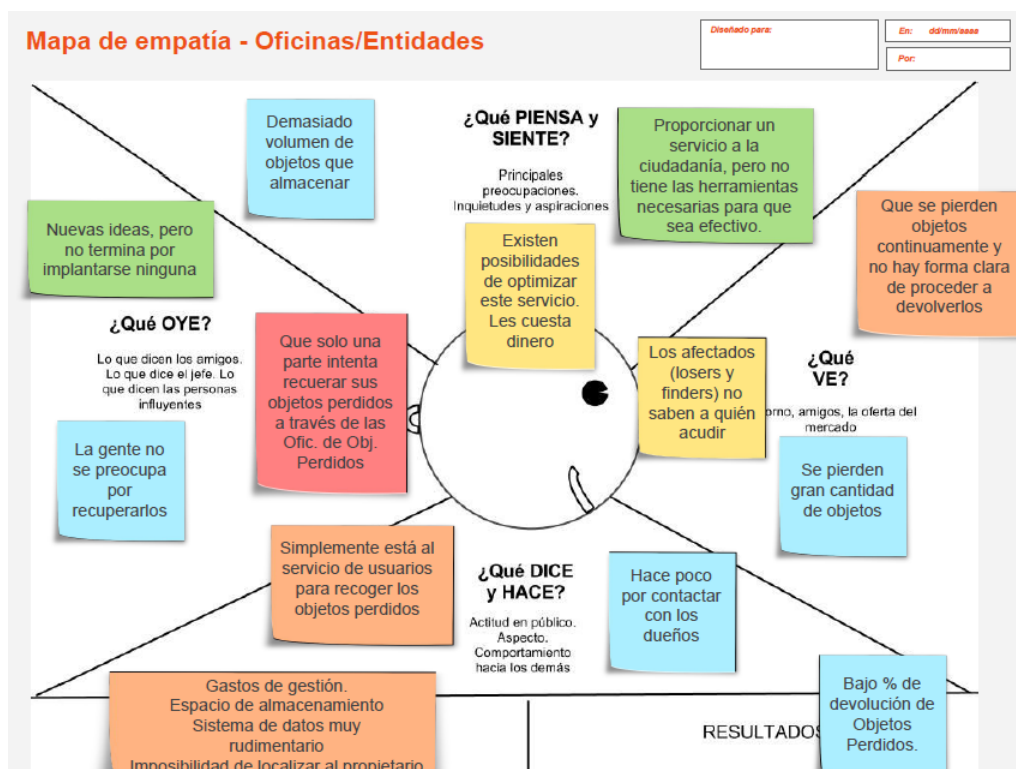 Mapa de empatía - Oficinas/Entidades
Diseñado para:
En: dd/mm/aaaa
Por:
Demasiado
volumen de
objetos que
almacenar
¿Qué PIENSA y
SIENTE?
Principales
preocupaciones.
Inquietudes y aspiraciones
Proporcionar un
servicio a la
ciudadanía, pero no
tiene las herramientas
necesarias para que
sea efectivo.
Existen
posibilidades
de optimizar
este servicio.
Les cuesta
dinero
Nuevas ideas, pero
no termina por
implantarse ninguna
¿Qué OYE?
Lo que dicen los amigos.
Lo que dice el jefe. Lo
que dicen las personas
influyentes
Que solo una
parte intenta
recuerar sus
objetos perdidos
a través de las
Ofic. de Obj.
Perdidos
La gente no
se preocupa
por
recuperarlos
Que se pierden
objetos
continuamente y
no hay forma clara
de proceder a
devolverlos
Los afectados
(losers y
finders) no
saben a quién
acudir
¿Qué
VE?
orno, amigos, la oferta del
mercado
Se pierden
gran cantidad
de objetos
Simplemente está al
servicio de usuarios
para recoger los
objetos perdidos
¿Qué DICE
y HACE?
Actitud en público.
Aspecto.
Comportamiento
hacia los demás
Hace poco
por contactar
con los
dueños
Gastos de gestión.
Espacio de almacenamiento
Sistema de datos muy
rudimentario
Imposibilidad de localizar al propietario
RESULTADOS
Bajo % de
devolución de
Objetos
Perdidos.